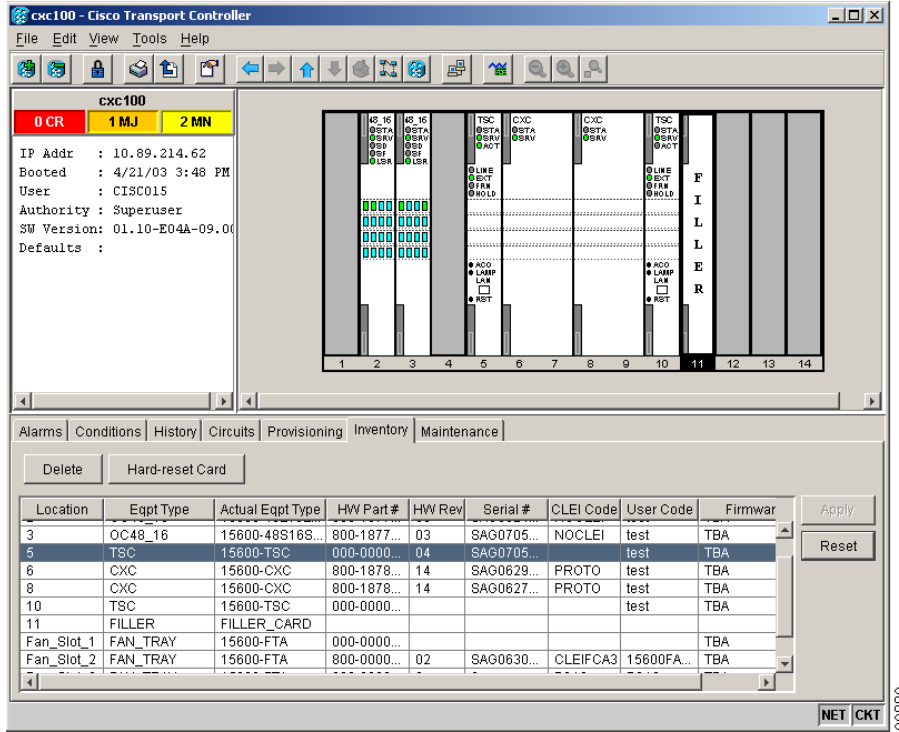 cxc100 - Cisco Transport Controller
File Edit View Tools Help
cxc100
0 CR 1 MJ 2 MN
IP Addr : 10.89.214.62
Booted : 4/21/03 3:48 PM
User : CISCO15
Authority : Superuser
SW Version: 01.10-E04A-09.00
Defaults :
48_16 48_16 TSC CXC CXC TSC
STA STA STA STA STA STA
SRV SRV SRV SRV SRV SRV
SD SD ACT ACT
SF SF
LSR LSR
LINE LINE
EXT EXT
FRN FRN
HOLD HOLD
FILLER
ACO ACO
LAMP LAMP
LAN LAN
RST RST
1 2 3 4 5 6 7 8 9 10 11 12 13 14
Alarms Conditions History Circuits Provisioning Inventory Maintenance
Delete Hard-reset Card
Location Eqpt Type Actual Eqpt Type HW Part # HW Rev Serial # CLEI Code User Code Firmwar
3 OC48_16 15600-48S16S... 800-1877... 03 SAG0705... NOCLEI test TBA
5 TSC 15600-TSC 000-0000... 04 SAG0705... test TBA
6 CXC 15600-CXC 800-1878... 14 SAG0629... PROTO test TBA
8 CXC 15600-CXC 800-1878... 14 SAG0627... PROTO test TBA
10 TSC 15600-TSC 000-0000... test TBA
11 FILLER FILLER_CARD
Fan_Slot_1 FAN_TRAY 15600-FTA 000-0000... TBA
Fan_Slot_2 FAN_TRAY 15600-FTA 800-0000... 02 SAG0630... CLEIFCA3 15600FA... TBA
Apply
Reset
NET CKT